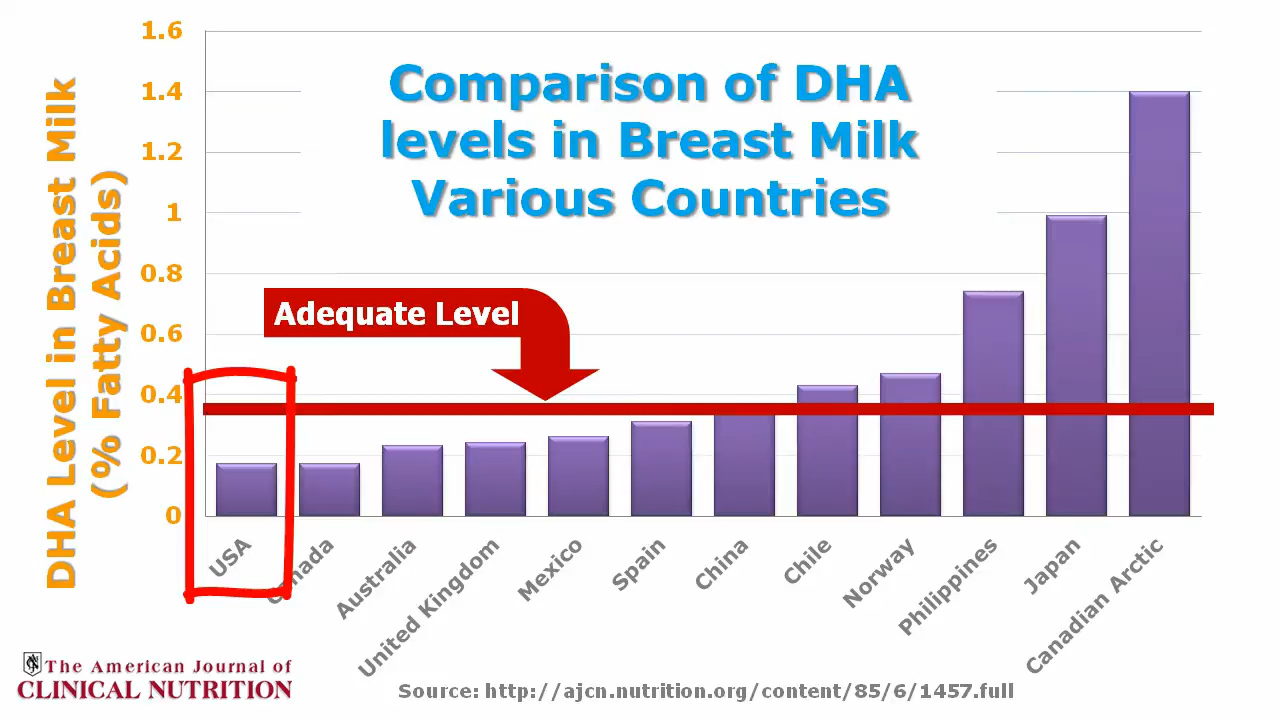 Comparison of DHA
levels in Breast Milk
Various Countries
DHA Level in Breast Milk
(% Fatty Acids)
1.6
1.4
1.2
1
0.8
0.6
0.4
0.2
0
Adequate Level
USA
Canada
Australia
United Kingdom
Mexico
Spain
China
Chile
Norway
Philippines
Japan
Canadian Arctic
The American Journal of
CLINICAL NUTRITION
Source: http://ajcn.nutrition.org/content/85/6/1457.full